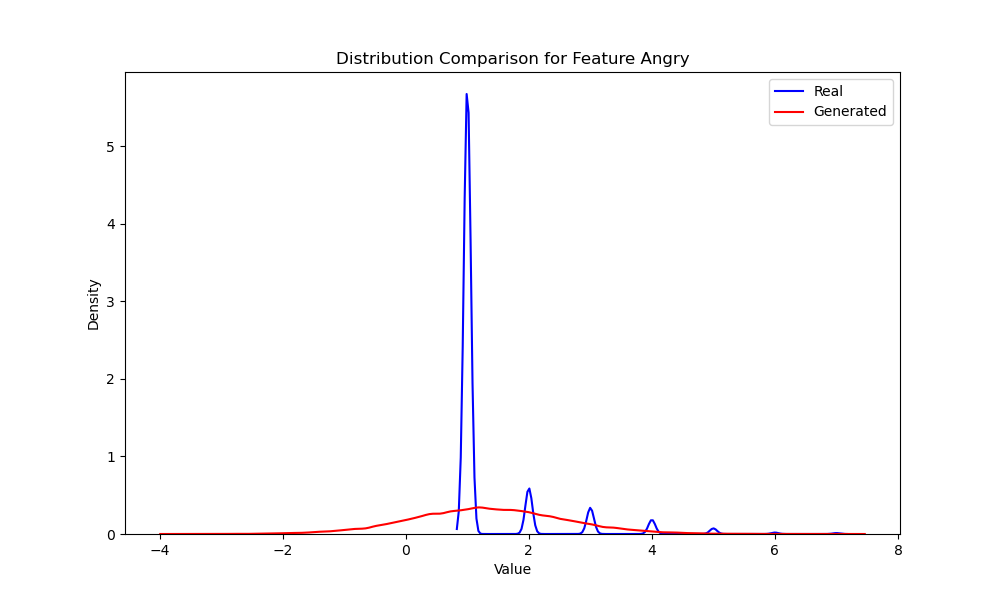 Distribution Comparison for Feature Angry
Real
Generated
Density
5
4
3
2
1
0
−4
−2
0
2
4
6
8
Value